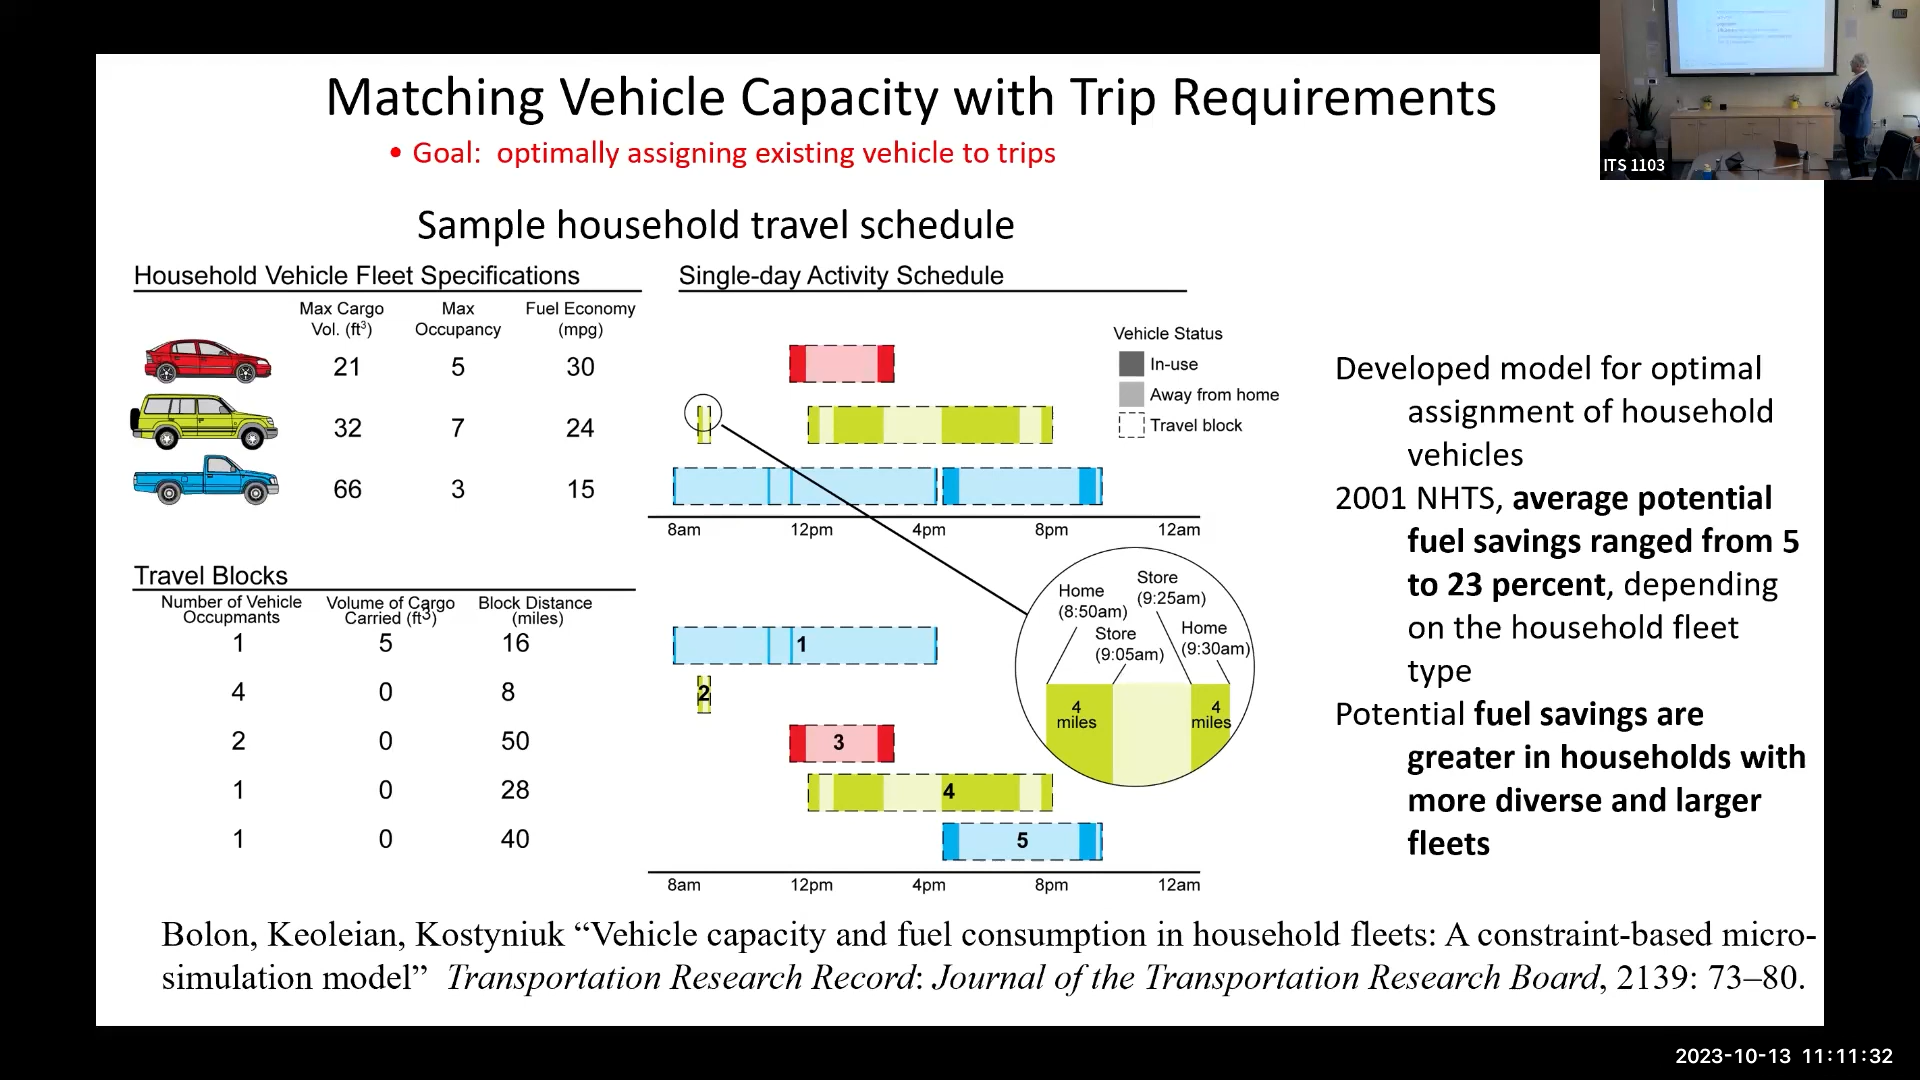 Matching Vehicle Capacity with Trip Requirements
• Goal: optimally assigning existing vehicle to trips
ITS 1103
Sample household travel schedule
Household Vehicle Fleet Specifications
Max Cargo Vol. (ft³)
Max Occupancy
Fuel Economy (mpg)
21 5 30
32 7 24
66 3 15
Single-day Activity Schedule
Vehicle Status
In-use
Away from home
Travel block
8am 12pm 4pm 8pm 12am
Travel Blocks
Number of Vehicle Occupmants
Volume of Cargo Carried (ft3)
Block Distance (miles)
1 5 16
4 0 8
2 0 50
1 0 28
1 0 40
1
2
3
4
5
8am 12pm 4pm 8pm 12am
Home (8:50am)
Store (9:05am)
Store (9:25am)
Home (9:30am)
4 miles
4 miles
Developed model for optimal
assignment of household
vehicles
2001 NHTS, average potential
fuel savings ranged from 5
to 23 percent, depending
on the household fleet
type
Potential fuel savings are
greater in households with
more diverse and larger
fleets
Bolon, Keoleian, Kostyniuk “Vehicle capacity and fuel consumption in household fleets: A constraint-based micro-
simulation model” Transportation Research Record: Journal of the Transportation Research Board, 2139: 73–80.
2023-10-13 11:11:32